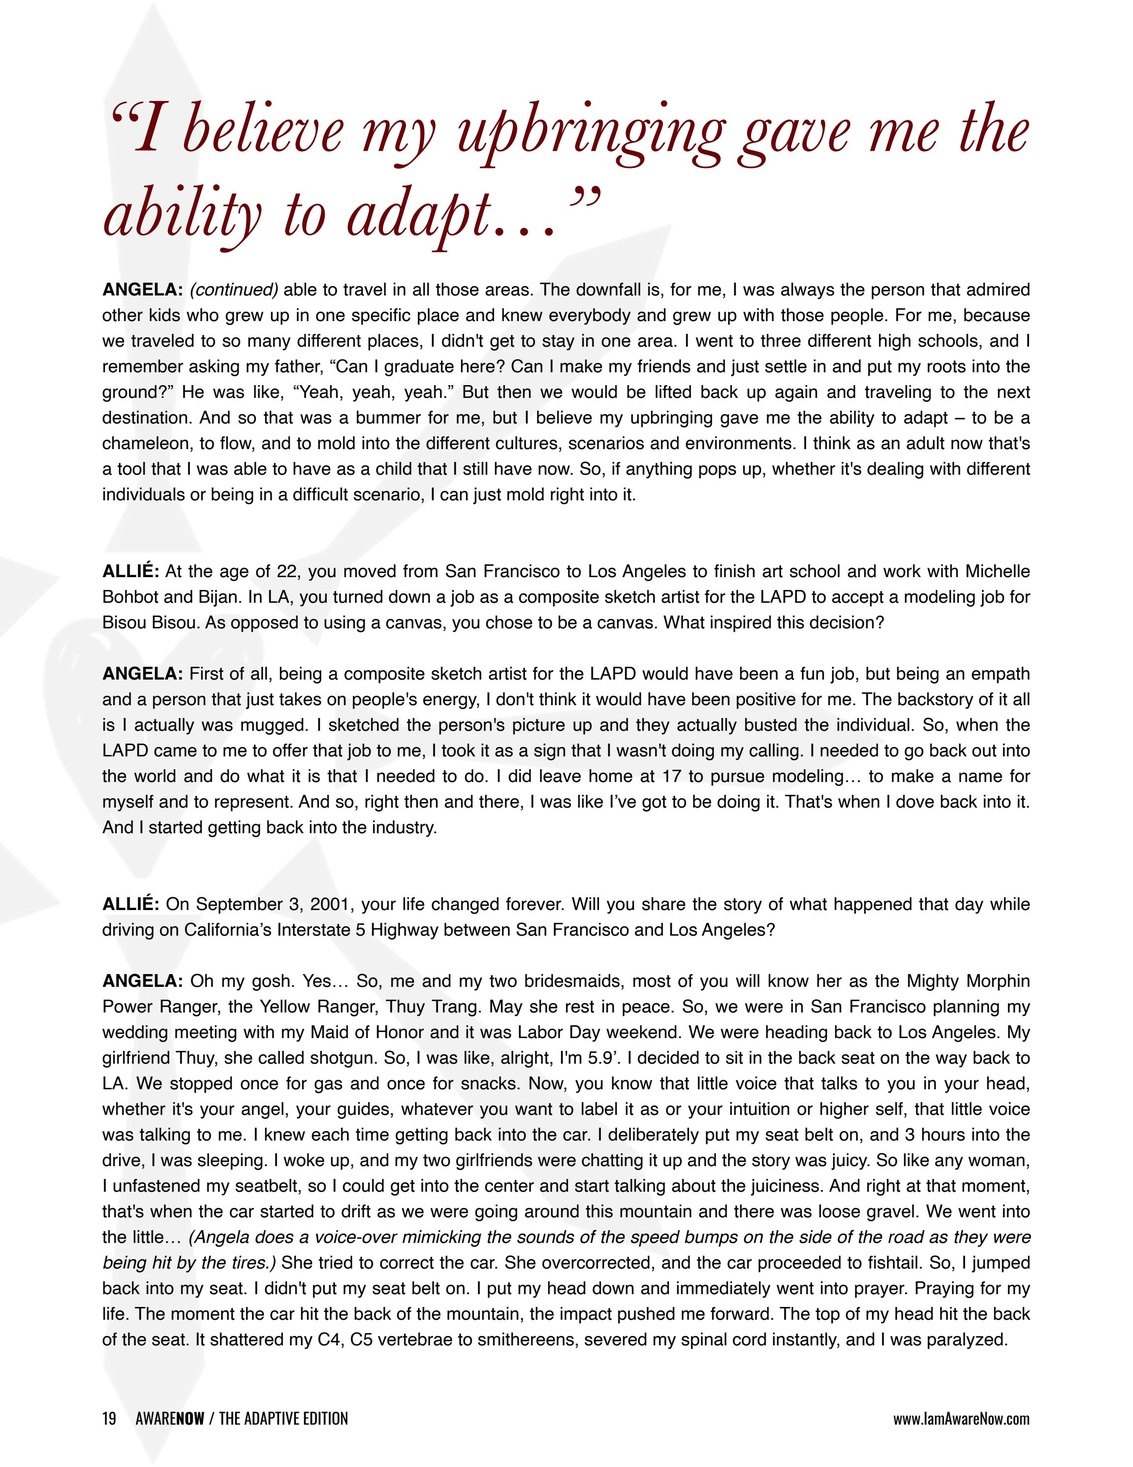 “I believe my upbringing gave me the
ability to adapt…”
ANGELA: (continued) able to travel in all those areas. The downfall is, for me, I was always the person that admired
other kids who grew up in one specific place and knew everybody and grew up with those people. For me, because
we traveled to so many different places, I didn't get to stay in one area. I went to three different high schools, and I
remember asking my father, “Can I graduate here? Can I make my friends and just settle in and put my roots into the
ground?” He was like, “Yeah, yeah, yeah.” But then we would be lifted back up again and traveling to the next
destination. And so that was a bummer for me, but I believe my upbringing gave me the ability to adapt – to be a
chameleon, to flow, and to mold into the different cultures, scenarios and environments. I think as an adult now that's
a tool that I was able to have as a child that I still have now. So, if anything pops up, whether it's dealing with different
individuals or being in a difficult scenario, I can just mold right into it.
ALLIÉ: At the age of 22, you moved from San Francisco to Los Angeles to finish art school and work with Michelle
Bohbot and Bijan. In LA, you turned down a job as a composite sketch artist for the LAPD to accept a modeling job for
Bisou Bisou. As opposed to using a canvas, you chose to be a canvas. What inspired this decision?
ANGELA: First of all, being a composite sketch artist for the LAPD would have been a fun job, but being an empath
and a person that just takes on people's energy, I don't think it would have been positive for me. The backstory of it all
is I actually was mugged. I sketched the person's picture up and they actually busted the individual. So, when the
LAPD came to me to offer that job to me, I took it as a sign that I wasn't doing my calling. I needed to go back out into
the world and do what it is that I needed to do. I did leave home at 17 to pursue modeling… to make a name for
myself and to represent. And so, right then and there, I was like I’ve got to be doing it. That's when I dove back into it.
And I started getting back into the industry.
ALLIÉ: On September 3, 2001, your life changed forever. Will you share the story of what happened that day while
driving on California’s Interstate 5 Highway between San Francisco and Los Angeles?
ANGELA: Oh my gosh. Yes… So, me and my two bridesmaids, most of you will know her as the Mighty Morphin
Power Ranger, the Yellow Ranger, Thuy Trang. May she rest in peace. So, we were in San Francisco planning my
wedding meeting with my Maid of Honor and it was Labor Day weekend. We were heading back to Los Angeles. My
girlfriend Thuy, she called shotgun. So, I was like, alright, I'm 5.9’. I decided to sit in the back seat on the way back to
LA. We stopped once for gas and once for snacks. Now, you know that little voice that talks to you in your head,
whether it's your angel, your guides, whatever you want to label it as or your intuition or higher self, that little voice
was talking to me. I knew each time getting back into the car. I deliberately put my seat belt on, and 3 hours into the
drive, I was sleeping. I woke up, and my two girlfriends were chatting it up and the story was juicy. So like any woman,
I unfastened my seatbelt, so I could get into the center and start talking about the juiciness. And right at that moment,
that's when the car started to drift as we were going around this mountain and there was loose gravel. We went into
the little… (Angela does a voice-over mimicking the sounds of the speed bumps on the side of the road as they were
being hit by the tires.) She tried to correct the car. She overcorrected, and the car proceeded to fishtail. So, I jumped
back into my seat. I didn't put my seat belt on. I put my head down and immediately went into prayer. Praying for my
life. The moment the car hit the back of the mountain, the impact pushed me forward. The top of my head hit the back
of the seat. It shattered my C4, C5 vertebrae to smithereens, severed my spinal cord instantly, and I was paralyzed.
19 AWARENOW / THE ADAPTIVE EDITION
www.IamAwareNow.com